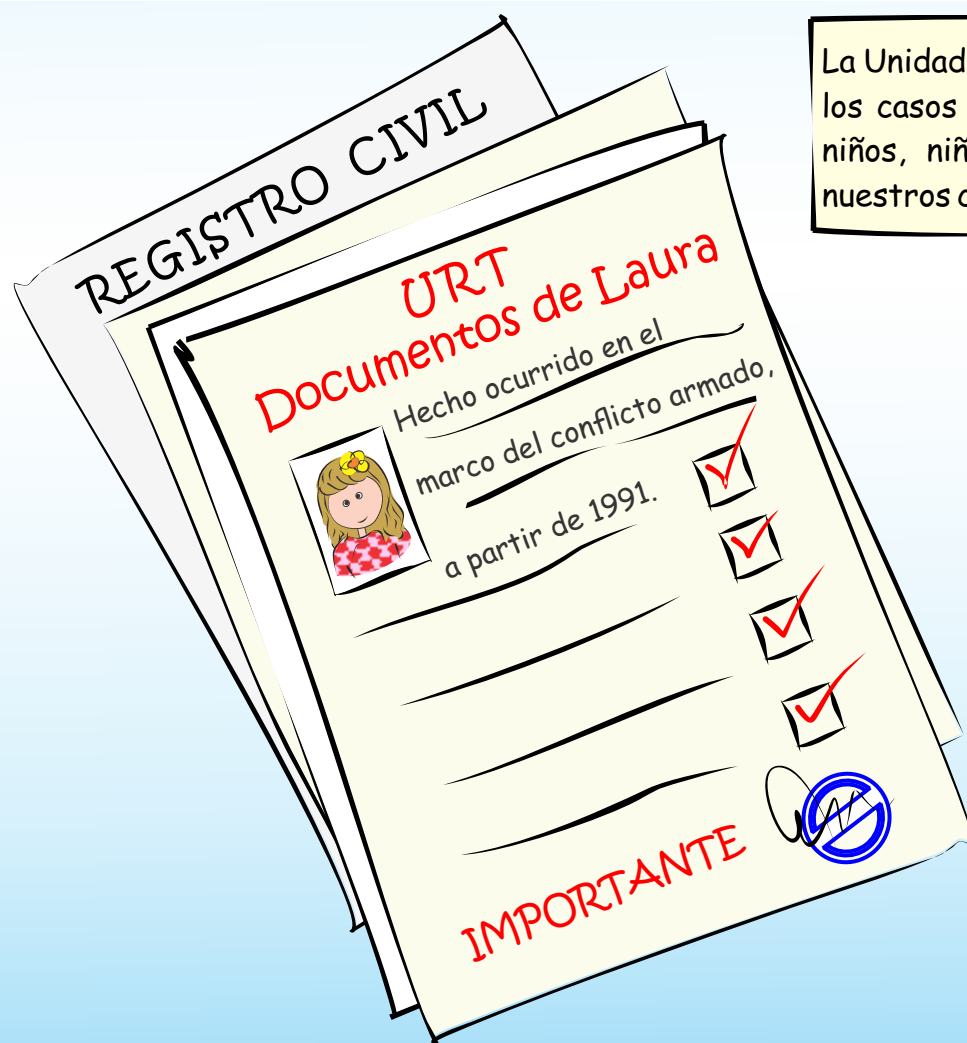 REGISTRO CIVIL
URT
Documentos de Laura
Hecho ocurrido en el
marco del conflicto armado,
a partir de 1991.
IMPORTANTE
La Unidad
los casos
niños,
nuestros